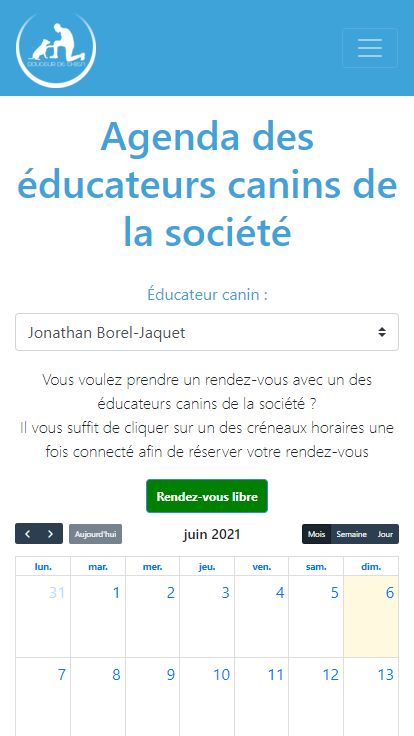 DOUCEUR DE CHIEN
Agenda des
éducateurs canins de
la société
Éducateur canin :
Jonathan Borel-Jaquet
Vous voulez prendre un rendez-vous avec un des
éducateurs canins de la société ?
Il vous suffit de cliquer sur un des créneaux horaires une
fois connecté afin de réserver votre rendez-vous
Rendez-vous libre
Aujourd'hui juin 2021 Mois Semaine Jour
lun. mar. mer. jeu. ven. sam. dim.
31 1 2 3 4 5 6
7 8 9 10 11 12 13